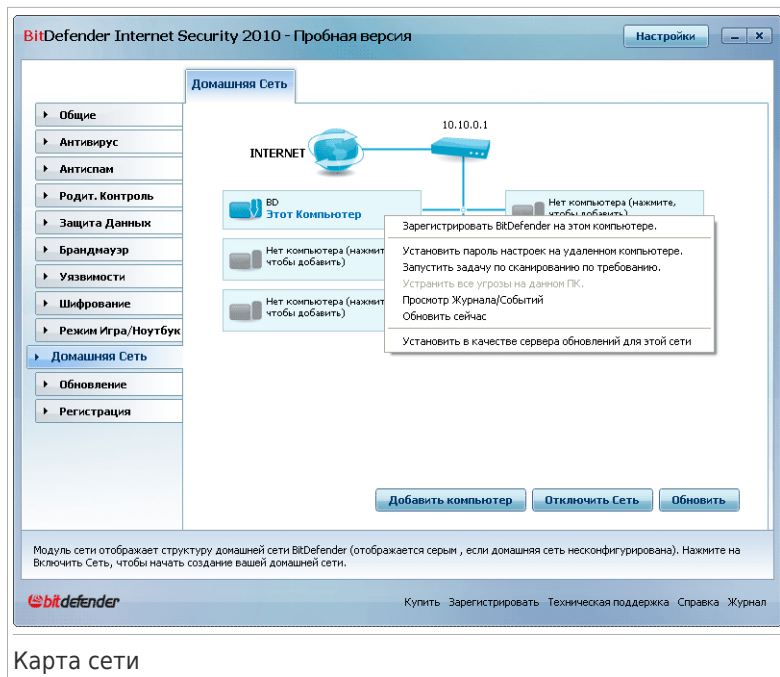 BitDefender Internet Security 2010 - Пробная версия
Настройки
Домашняя Сеть
Общие
Антивирус
Антиспам
Родит. Контроль
Защита Данных
Брандмауэр
Уязвимости
Шифрование
Режим Игра/Ноутбук
Домашняя Сеть
Обновление
Регистрация
10.10.0.1
INTERNET
BD
Этот Компьютер
Нет компьютера (нажмите,
чтобы добавить)
Нет компьютера (нажмит
чтобы добавить)
Нет компьютера (нажмит
чтобы добавить)
Зарегистрировать BitDefender на этом компьютере.
Установить пароль настроек на удаленном компьютере.
Запустить задачу по сканированию по требованию.
Устранить все угрозы на данном ПК.
Просмотр Журнала/Событий
Обновить сейчас
Установить в качестве сервера обновлений для этой сети
Добавить компьютер Отключить Сеть Обновить
Модуль сети отображает структуру домашней сети BitDefender (отображается серым , если домашняя сеть несконфигурирована). Нажмите на
Включить Сеть, чтобы начать создание вашей домашней сети.
bitdefender
Купить Зарегистрировать Техническая поддержка Справка Журнал
Карта сети